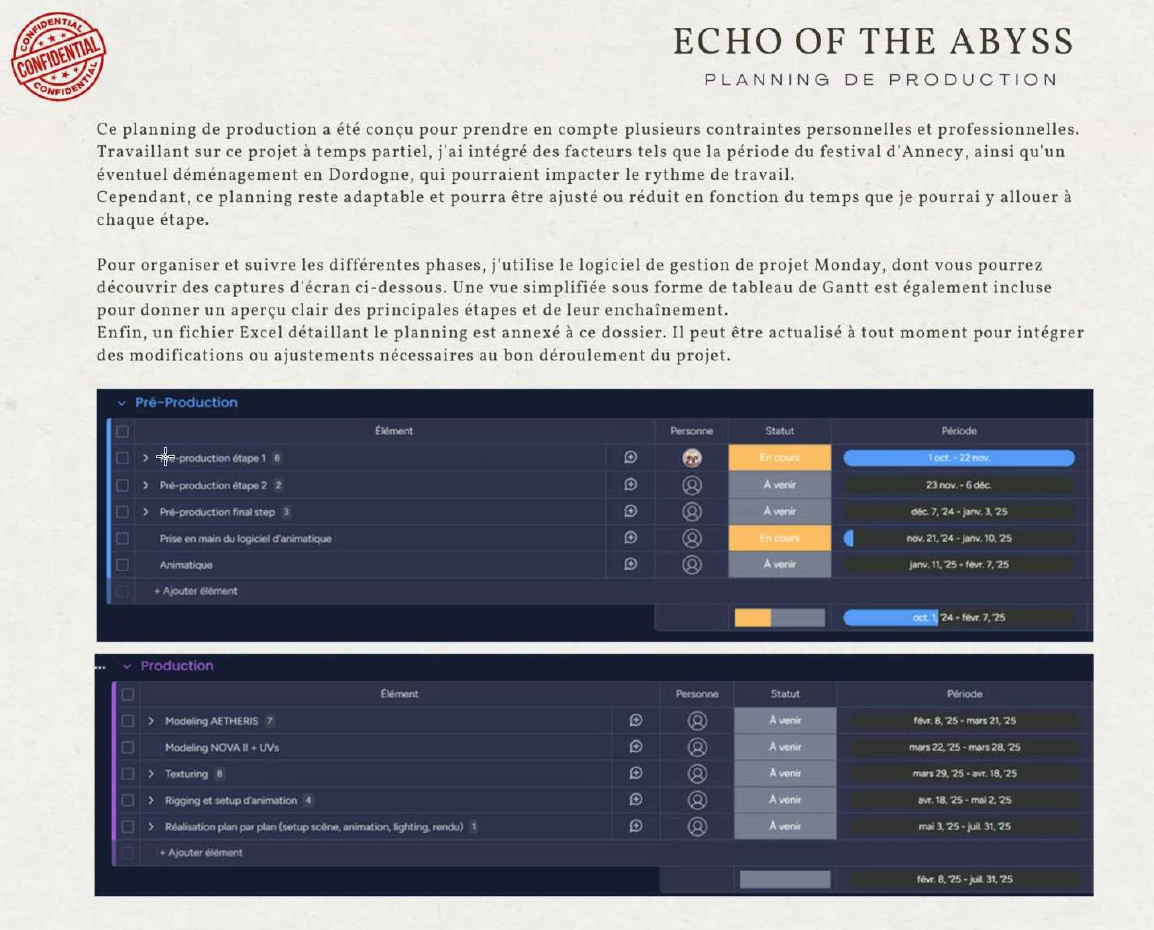 CONFIDENTIAL
CONFIDENTIAL
CONFIDENTIAL
ECHO OF THE ABYSS
PLANNING DE PRODUCTION
Ce planning de production a été conçu pour prendre en compte plusieurs contraintes personnelles et professionnelles.
Travaillant sur ce projet à temps partiel, j'ai intégré des facteurs tels que la période du festival d'Annecy, ainsi qu'un
éventuel déménagement en Dordogne, qui pourraient impacter le rythme de travail.
Cependant, ce planning reste adaptable et pourra être ajusté ou réduit en fonction du temps que je pourrai y allouer à
chaque étape.
Pour organiser et suivre les différentes phases, j'utilise le logiciel de gestion de projet Monday, dont vous pourrez
découvrir des captures d'écran ci-dessous. Une vue simplifiée sous forme de tableau de Gantt est également incluse
pour donner un aperçu clair des principales étapes et de leur enchaînement.
Enfin, un fichier Excel détaillant le planning est annexé à ce dossier. Il peut être actualisé à tout moment pour intégrer
des modifications ou ajustements nécessaires au bon déroulement du projet.
Pré-Production
Élément Personne Statut Période
Pré-production étape 1 8 En cours 1 oct. - 22 nov.
Pré-production étape 2 2 À venir 23 nov. - 6 déc.
Pré-production final step 3 À venir déc. 7, '24 - janv. 3, '25
Prise en main du logiciel d'animatique En cours nov. 21, '24 - janv. 10, '25
Animatique À venir janv. 11, '25 - févr. 7, '25
+ Ajouter élément
oct. 1, '24 - févr. 7, '25
Production
Élément Personne Statut Période
Modeling AETHERIS 7 À venir févr. 8, '25 - mars 21, '25
Modeling NOVA II + UVs À venir mars 22, '25 - mars 28, '25
Texturing 8 À venir mars 29, '25 - avr. 18, '25
Rigging et setup d'animation 4 À venir avr. 18, '25 - mai 2, '25
Réalisation plan par plan (setup scène, animation, lighting, rendu) 1 À venir mai 3, '25 - juil. 31, '25
+ Ajouter élément
févr. 8, '25 - juil. 31, '25